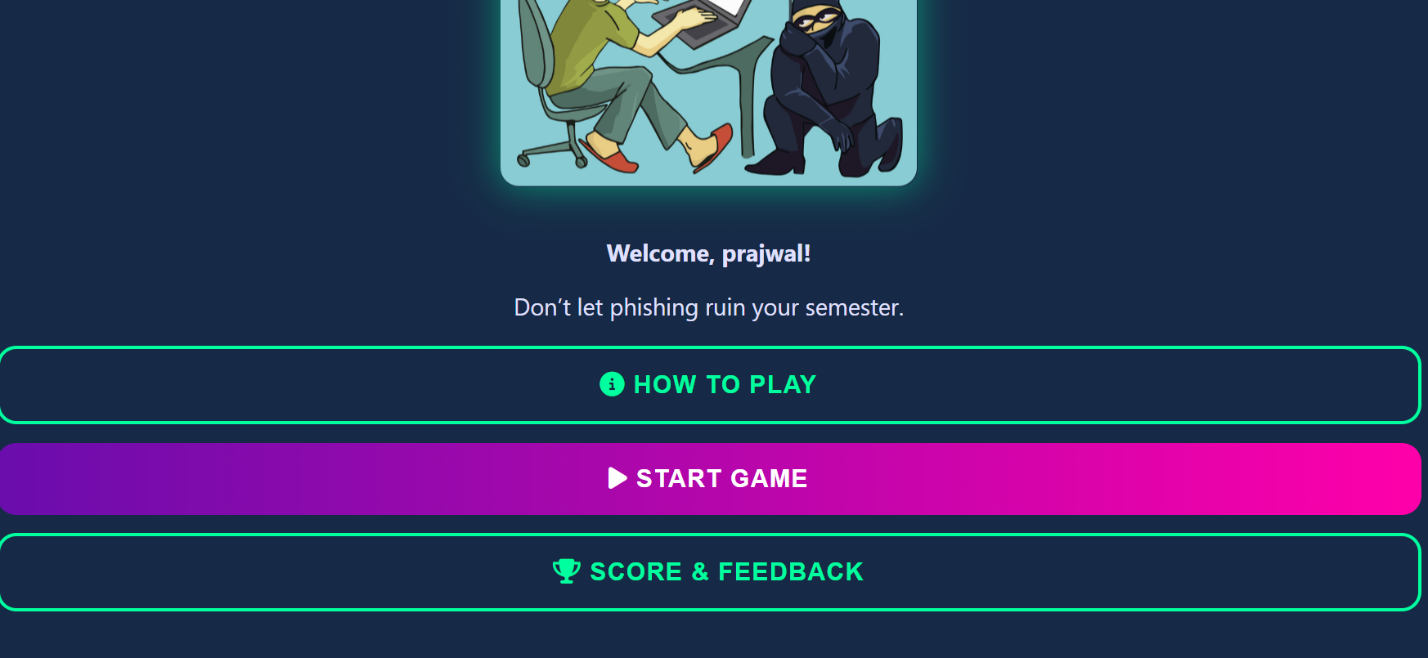 Welcome, prajwal!
Don’t let phishing ruin your semester.
HOW TO PLAY
START GAME
SCORE & FEEDBACK